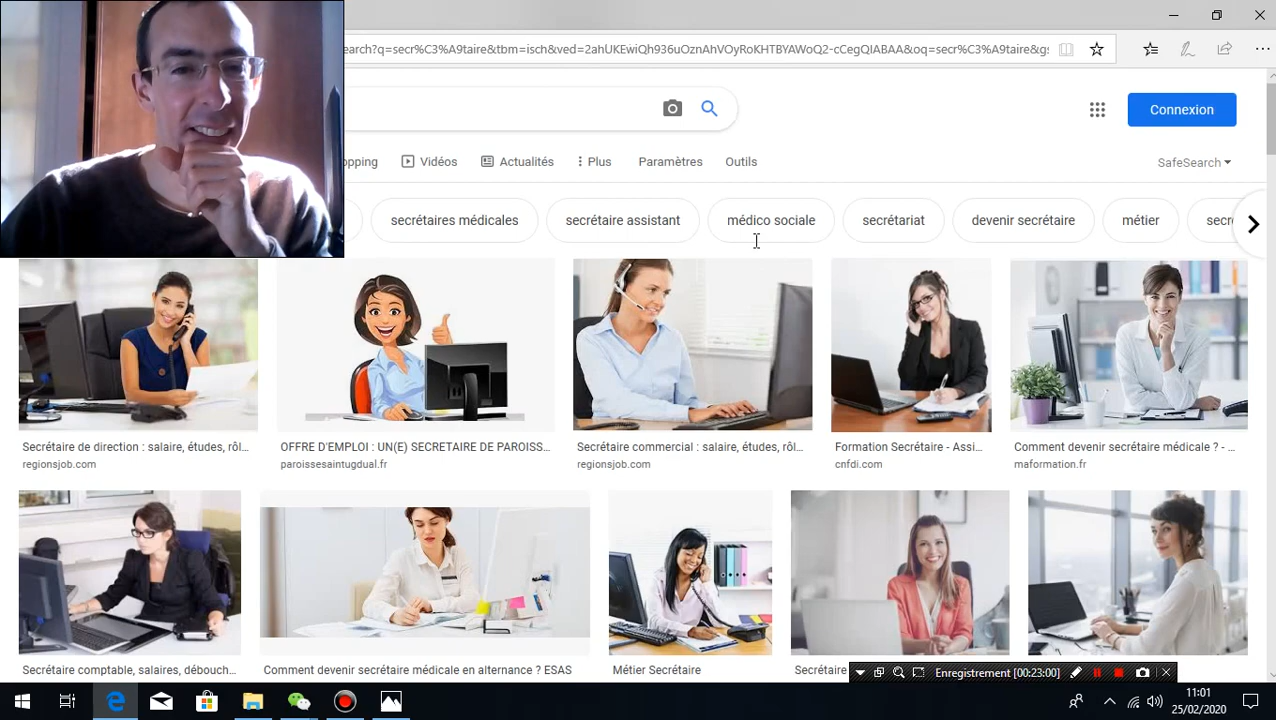 search?q=secr%C3%A9taire&tbm=isch&ved=2ahUKEwiQh936uOznAhVOyRoKHTBYAWoQ2-cCegQIABAA&oq=secr%C3%A9taire&g
Connexion
opping Vidéos Actualités Plus Paramètres Outils SafeSearch
secrétaires médicales secrétaire assistant médico sociale secrétariat devenir secrétaire métier secr
Secrétaire de direction : salaire, études, rôl... OFFRE D'EMPLOI : UN(E) SECRETAIRE DE PAROISS... Secrétaire commercial : salaire, études, rôl... Formation Secrétaire - Assi... Comment devenir secrétaire médicale ? - ...
regionsjob.com paroissesaintugdual.fr regionsjob.com cnfdi.com maformation.fr
Secrétaire comptable, salaires, débouch... Comment devenir secrétaire médicale en alternance ? ESAS Métier Secrétaire Secrétaire
Enregistrement [00:23:00]
11:01
25/02/2020